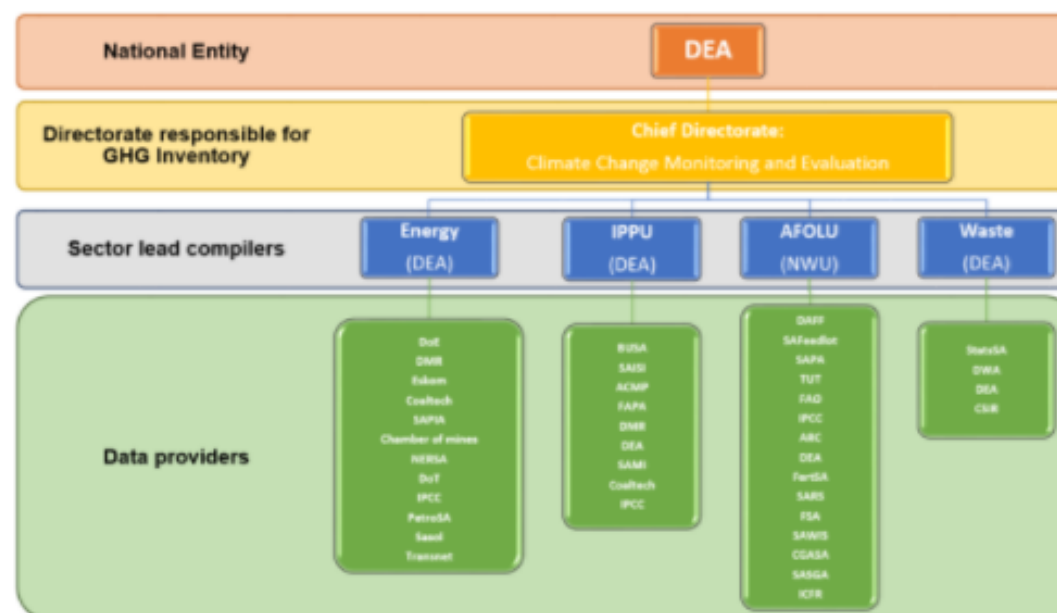 National Entity
DEA
Directorate responsible for
GHG Inventory
Chief Directorate:
Climate Change Monitoring and Evaluation
Sector lead compilers
Energy
(DEA)
IPPU
(DEA)
AFOLU
(NWU)
Waste
(DEA)
Data providers
DoE
DMR
Eskom
Coaltech
SAPIA
Chamber of mines
NERSA
DoT
IPCC
PetroSA
Sasol
Transnet
BUSA
SAISI
ACMP
FAPA
DMR
DEA
SAMI
Coaltech
IPCC
DAFF
SAFeedlot
SAPA
TUT
FAO
IPCC
ARC
DEA
FertSA
SARS
FSA
SAWIS
CGASA
SASGA
ICFR
StatsSA
DWA
DEA
CSIR